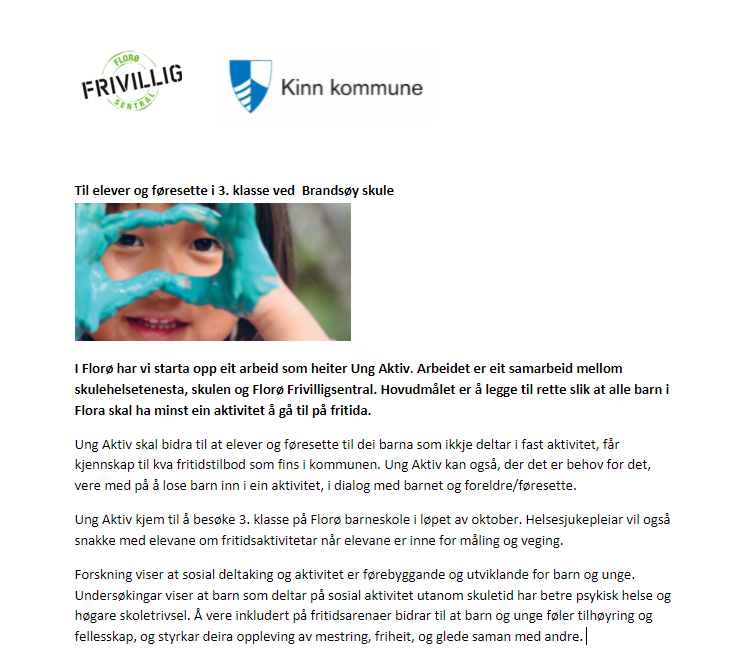 FLORØ
FRIVILLIG
SENTRAL
Kinn kommune
Til elever og føresette i 3. klasse ved  Brandsøy skule
I Florø har vi starta opp eit arbeid som heiter Ung Aktiv. Arbeidet er eit samarbeid mellom
skulehelsetenesta, skulen og Florø Frivilligsentral. Hovudmålet er å legge til rette slik at alle barn i
Flora skal ha minst ein aktivitet å gå til på fritida.
Ung Aktiv skal bidra til at elever og føresette til dei barna som ikkje deltar i fast aktivitet, får
kjennskap til kva fritidstilbod som fins i kommunen. Ung Aktiv kan også, der det er behov for det,
vere med på å lose barn inn i ein aktivitet, i dialog med barnet og foreldre/føresette.
Ung Aktiv kjem til å besøke 3. klasse på Florø barneskole i løpet av oktober. Helsesjukepleiar vil også
snakke med elevane om fritidsaktivitetar når elevane er inne for måling og veging.
Forskning viser at sosial deltaking og aktivitet er førebyggande og utviklande for barn og unge.
Undersøkingar viser at barn som deltar på sosial aktivitet utanom skuletid har betre psykisk helse og
høgare skoletrivsel. Å vere inkludert på fritidsarenaer bidrar til at barn og unge føler tilhøyring og
fellesskap, og styrkar deira oppleving av mestring, friheit, og glede saman med andre.